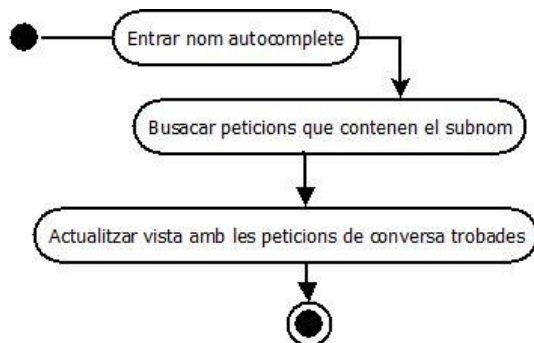 Entrar nom autocomplete
Busacar peticions que contenen el subnom
Actualitzar vista amb les peticions de conversa trobades